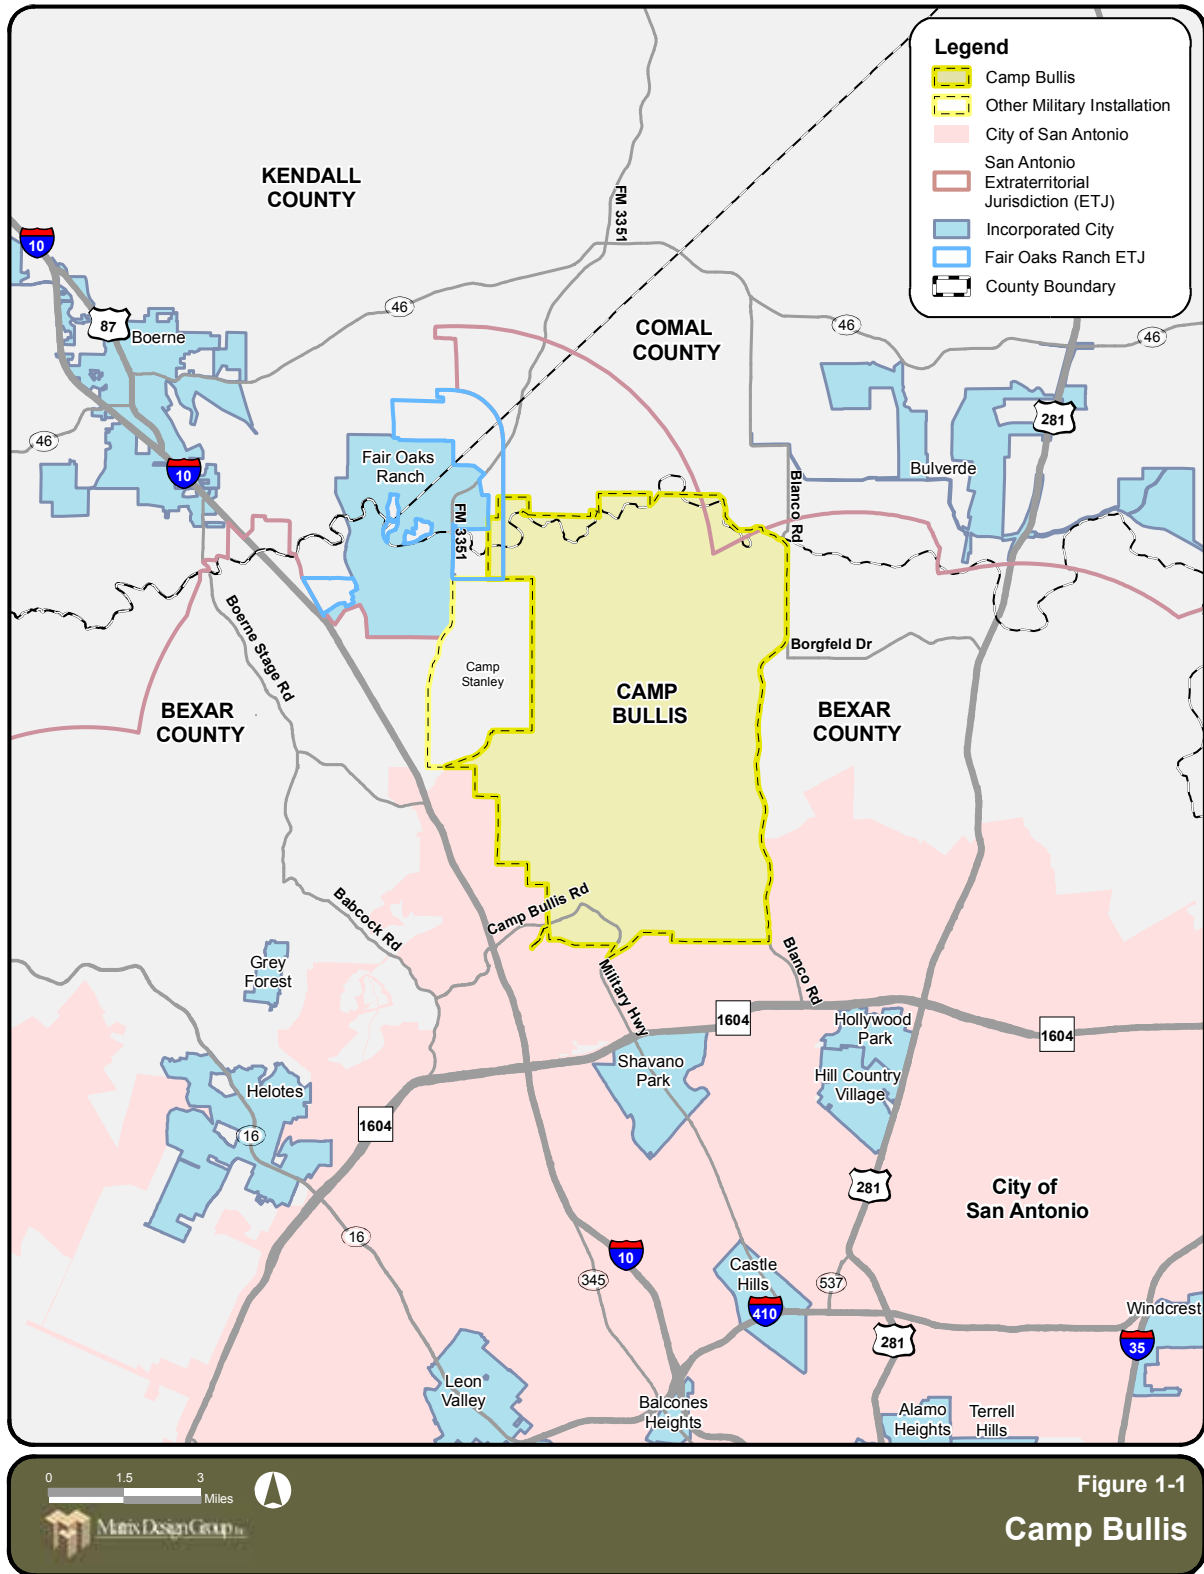 Legend
Camp Bullis
Other Military Installation
City of San Antonio
San Antonio
Extraterritorial
Jurisdiction (ETJ)
Incorporated City
Fair Oaks Ranch ETJ
County Boundary
KENDALL
COUNTY
FM 3351
10
87
Boerne
46
COMAL
COUNTY
46
46
281
46
10
Fair Oaks
Ranch
FM 3351
Bulverde
Blanco Rd
Boerne Stage Rd
Borgfeld Dr
Camp
Stanley
CAMP
BULLIS
BEXAR
COUNTY
BEXAR
COUNTY
Babcock Rd
Camp Bullis Rd
Grey
Forest
Military Hwy
Blanco Rd
1604
Hollywood
Park
1604
Shavano
Park
Hill Country
Village
Helotes
1604
16
281
City of
San Antonio
16
10
345
Castle
Hills
537
410
Windcrest
281
35
Leon
Valley
Balcones
Heights
Alamo
Heights
Terrell
Hills
0 1.5 3
Miles
Matrix Design Group
Figure 1-1
Camp Bullis